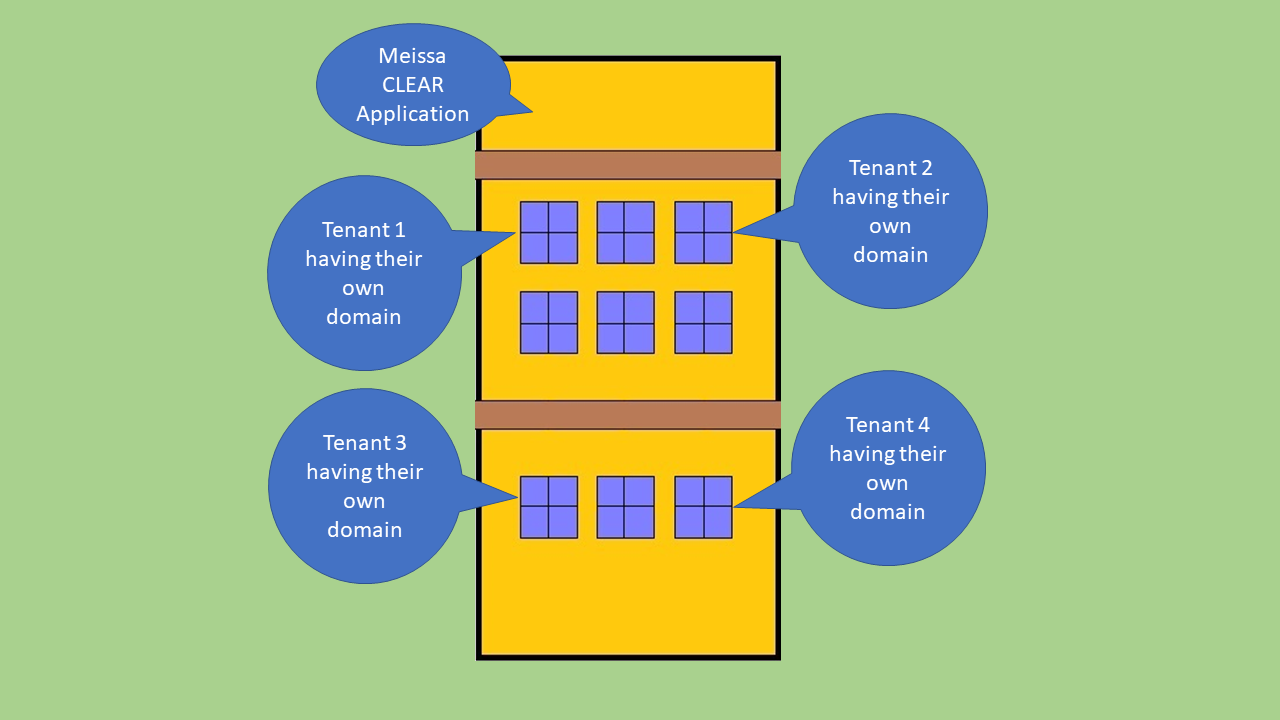 Meissa
CLEAR
Application
Tenant 1
having their
own
domain
Tenant 2
having their
own
domain
Tenant 3
having their
own
domain
Tenant 4
having their
own
domain